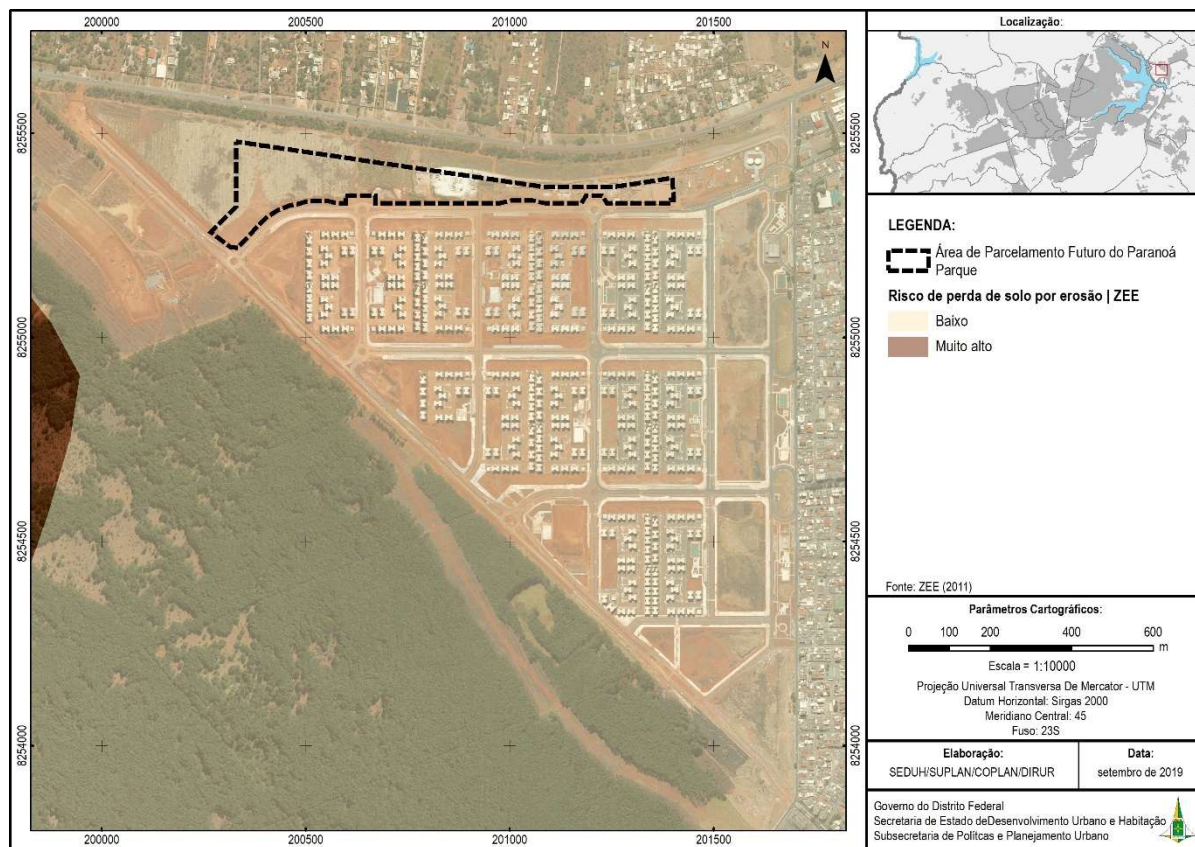 200000 200500 201000 201500
N
8255500 8255500
8255000 8255000
8254500 8254500
8254000 8254000
200000 200500 201000 201500
Localização:
LEGENDA:
Área de Parcelamento Futuro do Paranoá
Parque
Risco de perda de solo por erosão | ZEE
Baixo
Muito alto
Fonte: ZEE (2011)
Parâmetros Cartográficos:
0 100 200 400 600
m
Escala = 1:10000
Projeção Universal Transversa De Mercator - UTM
Datum Horizontal: Sirgas 2000
Meridiano Central: 45
Fuso: 23S
Elaboração:
SEDUH/SUPLAN/COPLAN/DIRUR
Data:
setembro de 2019
Governo do Distrito Federal
Secretaria de Estado deDesenvolvimento Urbano e Habitação
Subsecretaria de Polítcas e Planejamento Urbano